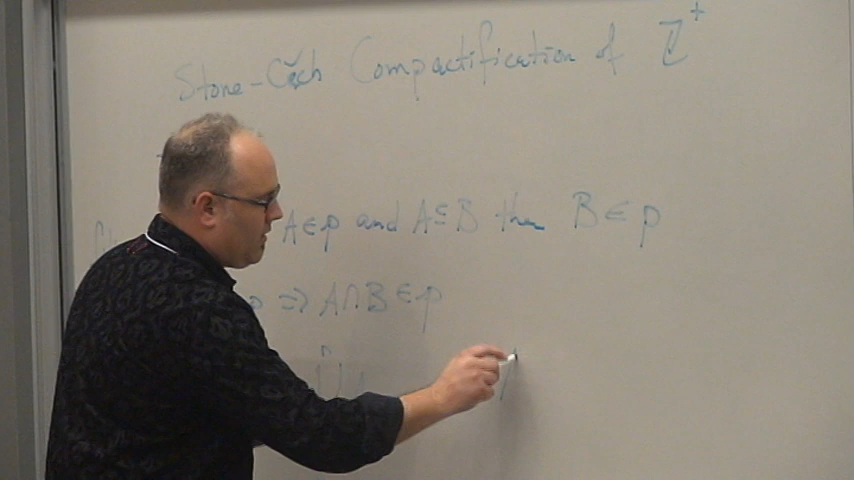 Stone-Čech Compactification of ℤ⁺
A∈p and A⊆B then B∈p
p ⇒ A∩B∈p
n